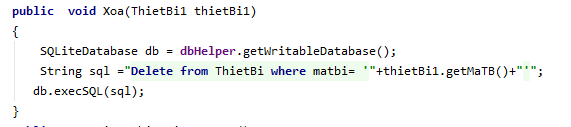 public  void Xoa(ThietBi1 thietBi1)
{
    SQLiteDatabase db = dbHelper.getWritableDatabase();
    String sql ="Delete from ThietBi where matbi= '"+thietBi1.getMaTB()+"'";
   db.execSQL(sql);
}